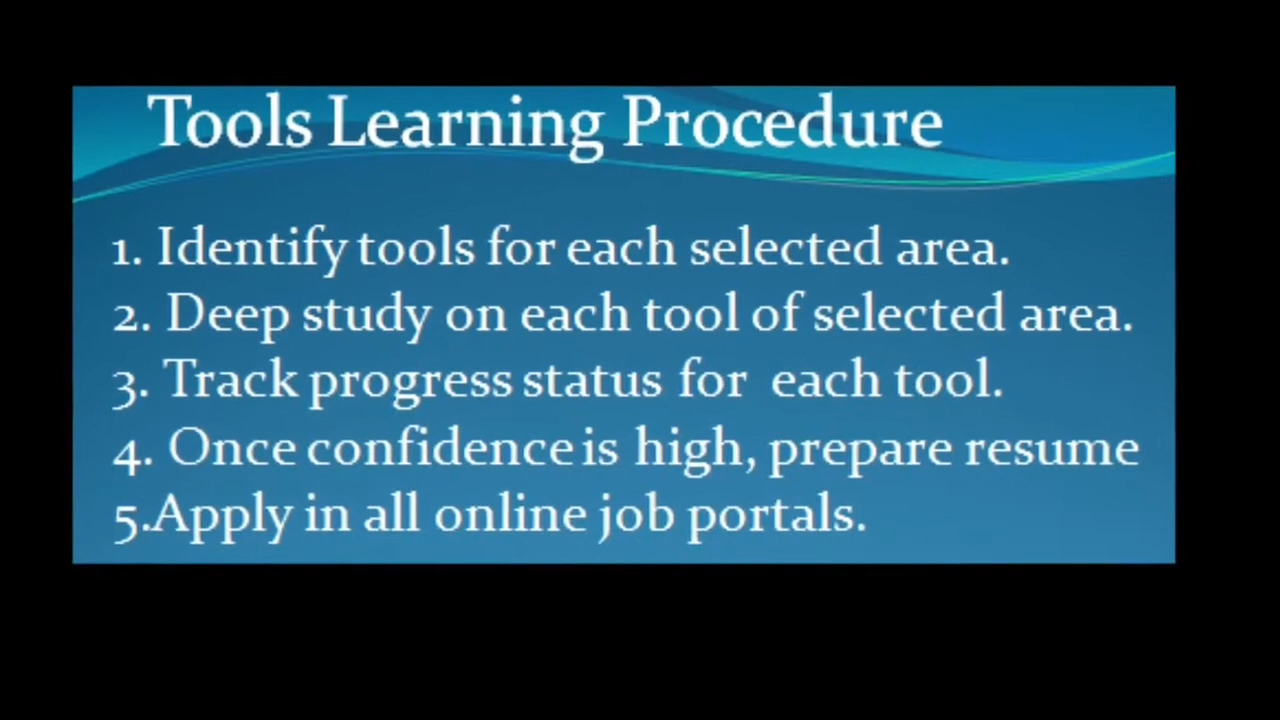 Tools Learning Procedure
1. Identify tools for each selected area.
2. Deep study on each tool of selected area.
3. Track progress status for each tool.
4. Once confidence is high, prepare resume
5.Apply in all online job portals.